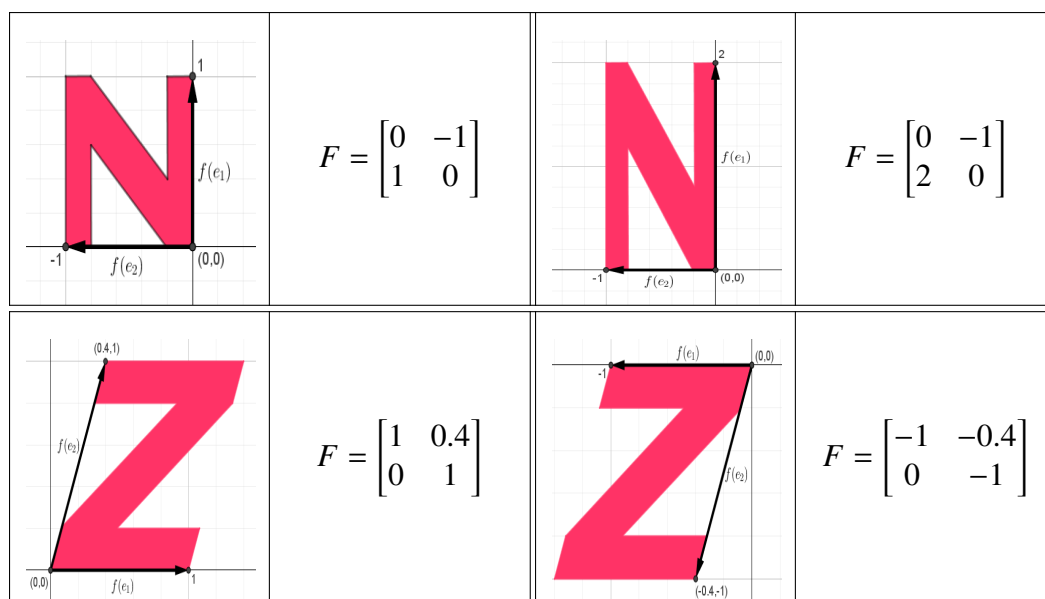 1
f(e₁)
-1
f(e₂)
(0,0)
F = [0 -1
1 0]
2
f(e₁)
-1
f(e₂)
(0,0)
F = [0 -1
2 0]
(0.4,1)
f(e₂)
(0,0)
f(e₁)
1
F = [1 0.4
0 1]
f(e₁)
(0,0)
-1
f(e₂)
(-0.4,-1)
F = [-1 -0.4
0 -1]